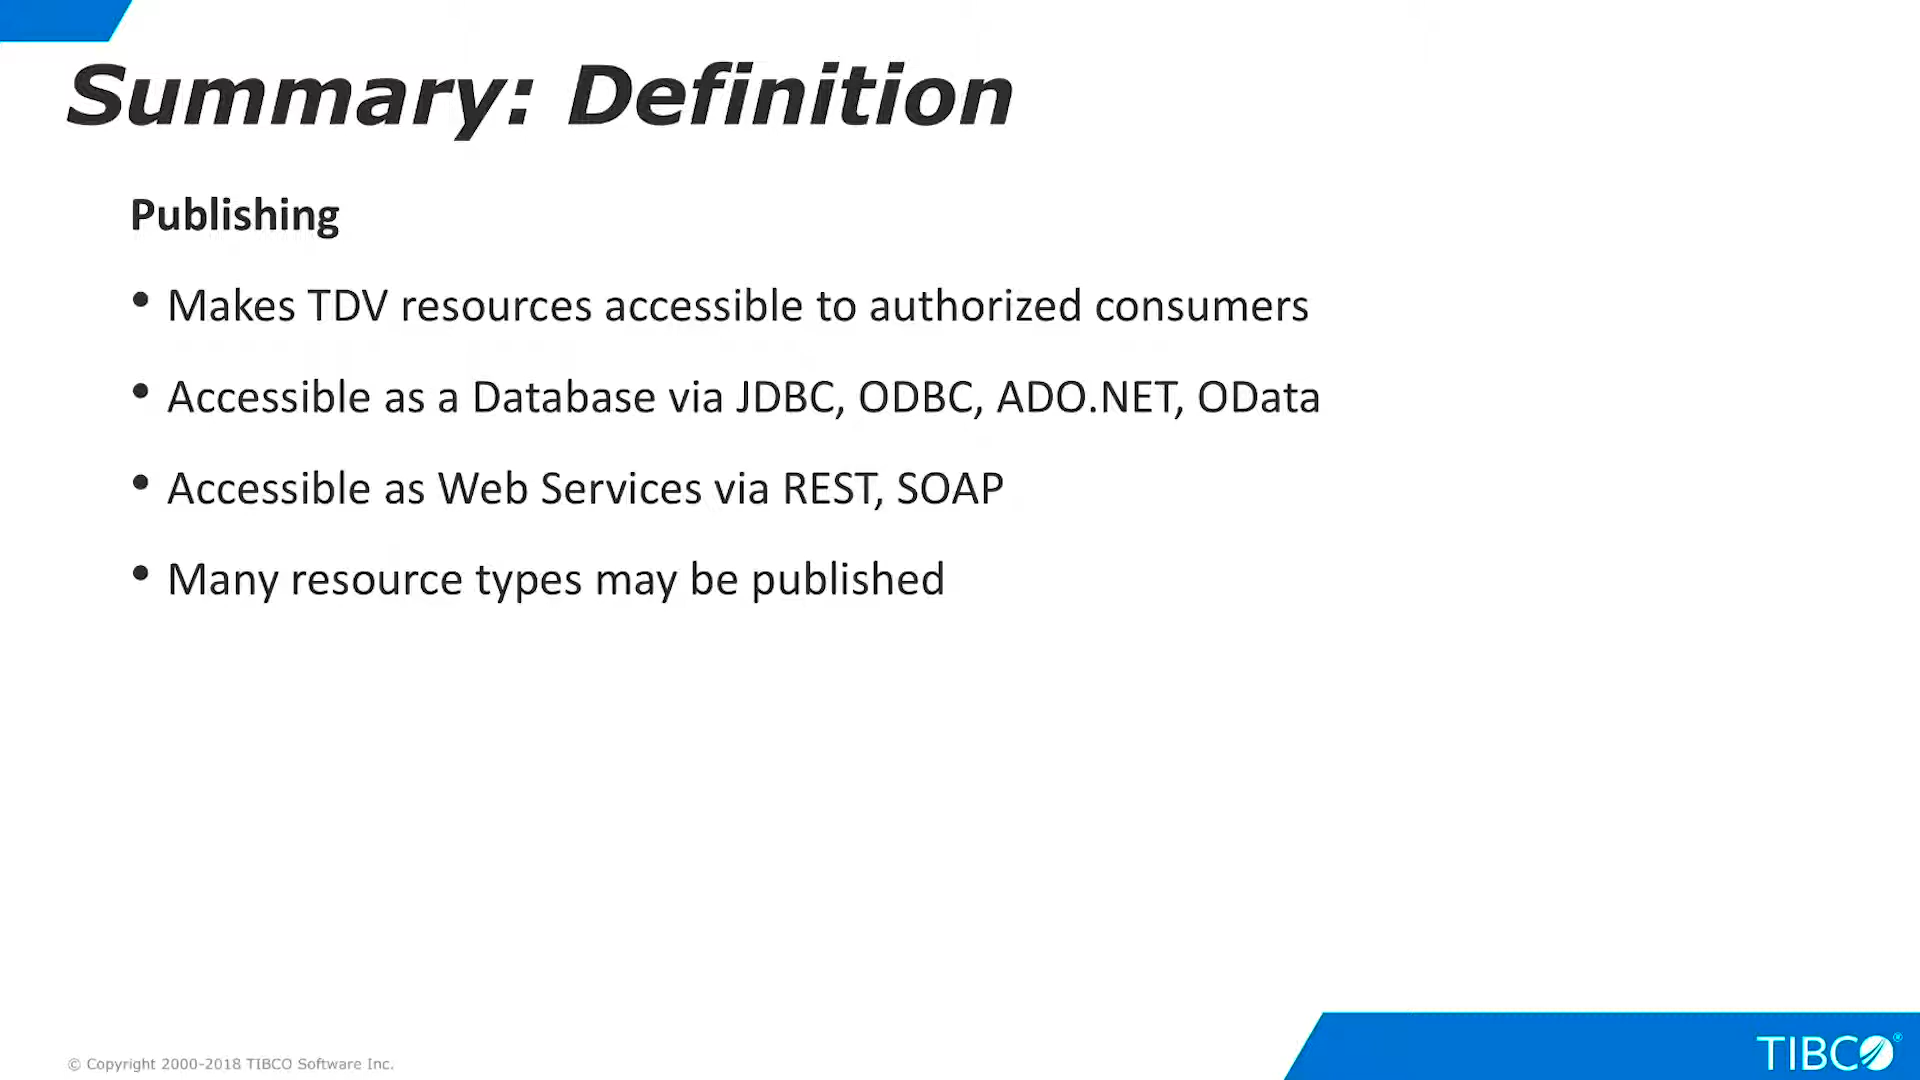 Summary: Definition
Publishing
• Makes TDV resources accessible to authorized consumers
• Accessible as a Database via JDBC, ODBC, ADO.NET, OData
• Accessible as Web Services via REST, SOAP
• Many resource types may be published
© Copyright 2000-2018 TIBCO Software Inc.
TIBCO®